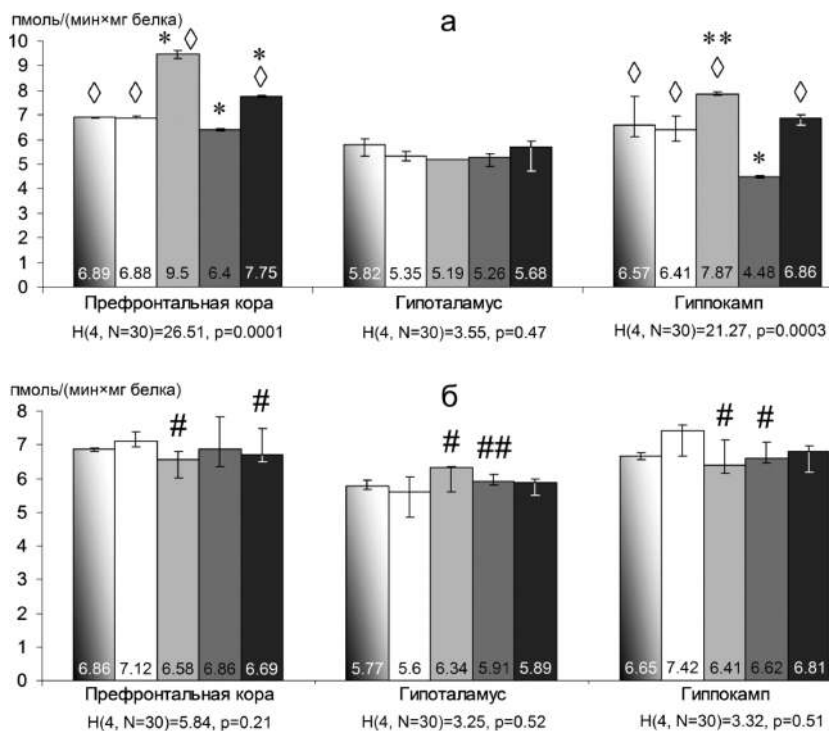 пмоль/(мин×мг белка)
а
10
9
8
7
6
5
4
3
2
1
0
* ◊ ◊ * ◊ * * ◊
◊ ◊ ** ◊ * ◊
6.89 6.88 9.5 6.4 7.75
5.82 5.35 5.19 5.26 5.68
6.57 6.41 7.87 4.48 6.86
Префронтальная кора Гипоталамус Гиппокамп
H(4, N=30)=26.51, p=0.0001 H(4, N=30)=3.55, p=0.47 H(4, N=30)=21.27, p=0.0003
пмоль/(мин×мг белка)
б
8
7
6
5
4
3
2
1
0
# #
# ##
# #
6.86 7.12 6.58 6.86 6.69
5.77 5.6 6.34 5.91 5.89
6.65 7.42 6.41 6.62 6.81
Префронтальная кора Гипоталамус Гиппокамп
H(4, N=30)=5.84, p=0.21 H(4, N=30)=3.25, p=0.52 H(4, N=30)=3.32, p=0.51